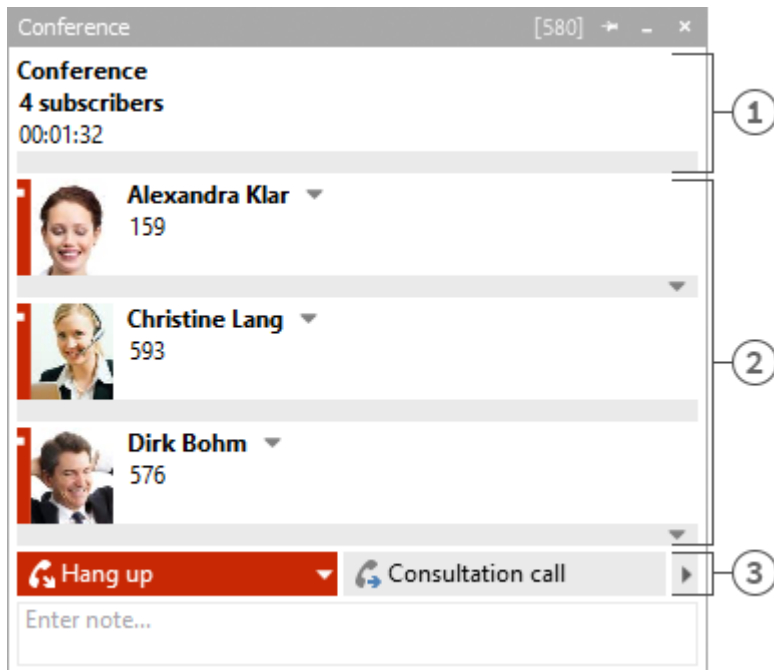 Conference [580]
Conference
4 subscribers
00:01:32
1
Alexandra Klar
159
2
Christine Lang
593
Dirk Bohm
576
Hang up Consultation call
3
Enter note...